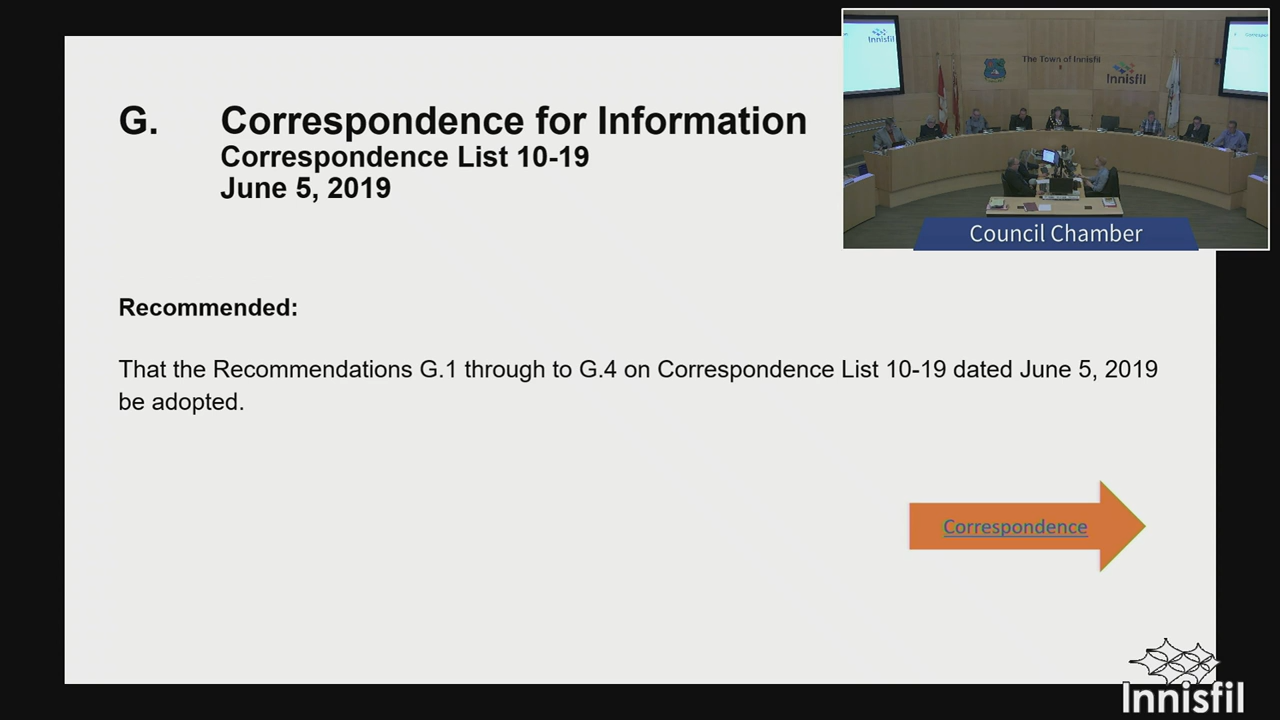 G. Correspondence for Information
Correspondence List 10-19
June 5, 2019
Innisfil
The Town of Innisfil
Innisfil
Council Chamber
Recommended:
That the Recommendations G.1 through to G.4 on Correspondence List 10-19 dated June 5, 2019
be adopted.
Correspondence
Innisfil